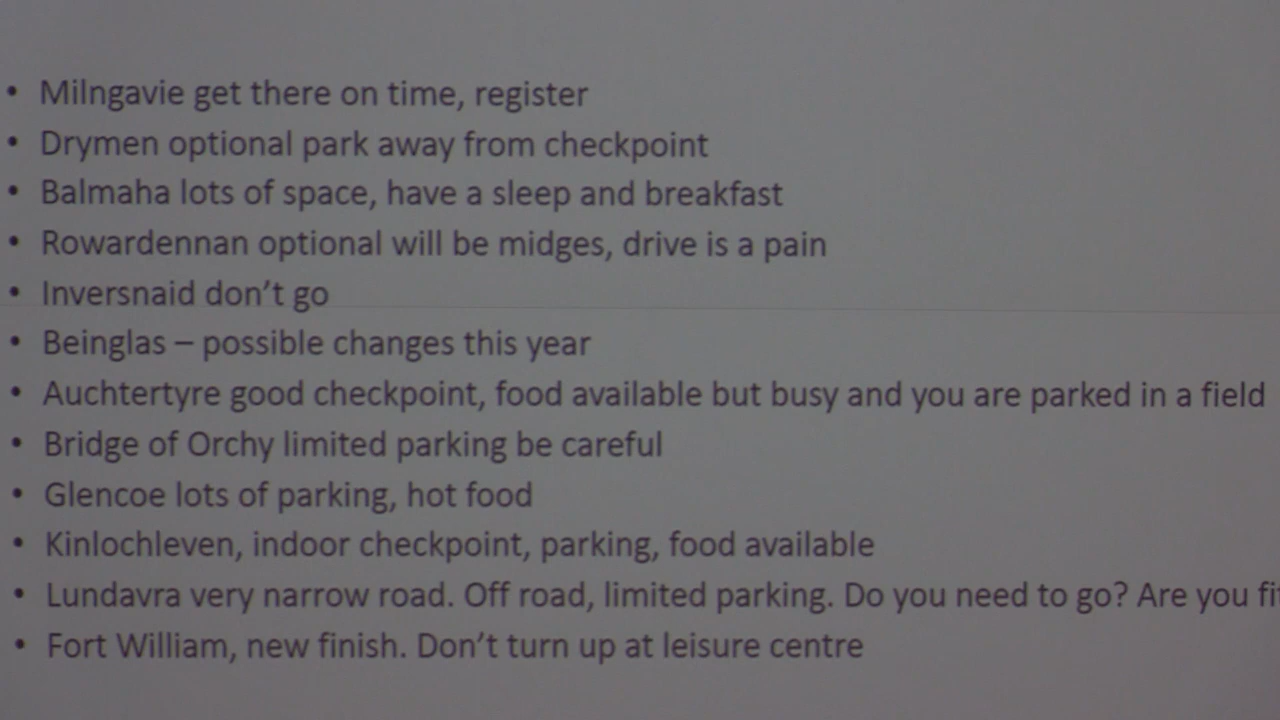 • Milngavie get there on time, register
• Drymen optional park away from checkpoint
• Balmaha lots of space, have a sleep and breakfast
• Rowardennan optional will be midges, drive is a pain
• Inversnaid don’t go
• Beinglas – possible changes this year
• Auchtertyre good checkpoint, food available but busy and you are parked in a field
• Bridge of Orchy limited parking be careful
• Glencoe lots of parking, hot food
• Kinlochleven, indoor checkpoint, parking, food available
• Lundavra very narrow road. Off road, limited parking. Do you need to go? Are you
• Fort William, new finish. Don’t turn up at leisure centre